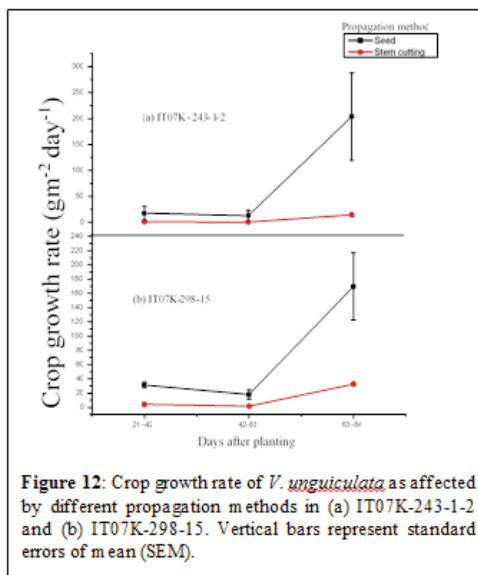 Propagation method
Seed
Stem cutting
300
250
200
150
100
50
0
(a) IT07K-243-1-2
Crop growth rate (gm-2 day-1)
240
220
200
180
160
140
120
100
80
60
40
20
0
(b) IT07K-298-15
21-42
42-63
63-84
Days after planting
Figure 12: Crop growth rate of V. unguiculata as affected
by different propagation methods in (a) IT07K-243-1-2
and (b) IT07K-298-15. Vertical bars represent standard
errors of mean (SEM).